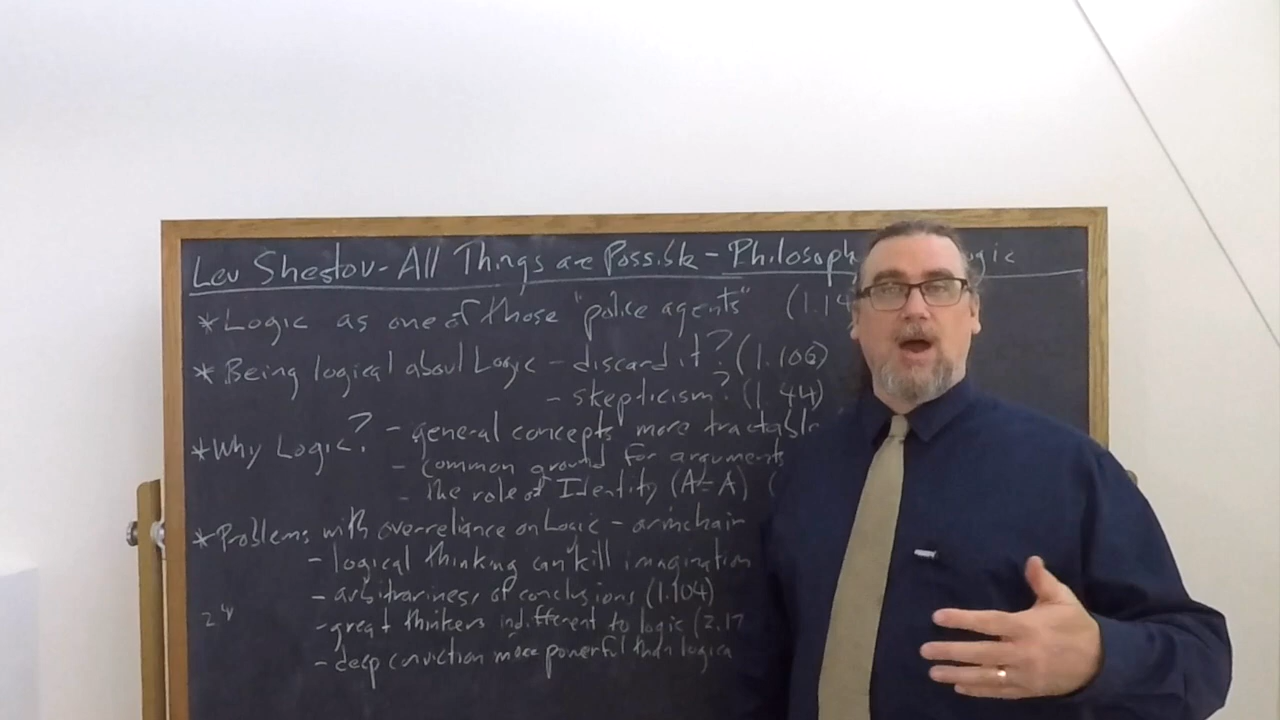 Lev Shestov - All Things are Possible - Philosoph ogic
*Logic as one of those "police agents" (1.14
*Being logical about Logic - discard it? (1.106)
- skepticism? (1.44)
*Why Logic? - general concepts more tractable
- common ground for arguments
- the role of Identity (A=A) (
*Problems with overreliance on Logic - armchair
- logical thinking can kill imagination
- arbitrariness of conclusions (1.104)
- great thinkers indifferent to logic (2.17
- deep conviction more powerful than logica
24